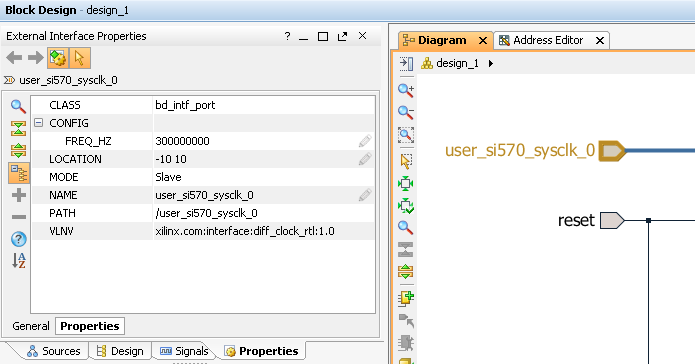 Block Design - design_1
External Interface Properties
user_si570_sysclk_0
CLASS bd_intf_port
CONFIG
FREQ_HZ 300000000
LOCATION -10 10
MODE Slave
NAME user_si570_sysclk_0
PATH /user_si570_sysclk_0
VLNV xilinx.com:interface:diff_clock_rtl:1.0
General Properties
Sources Design Signals Properties
Diagram Address Editor
design_1
user_si570_sysclk_0
reset